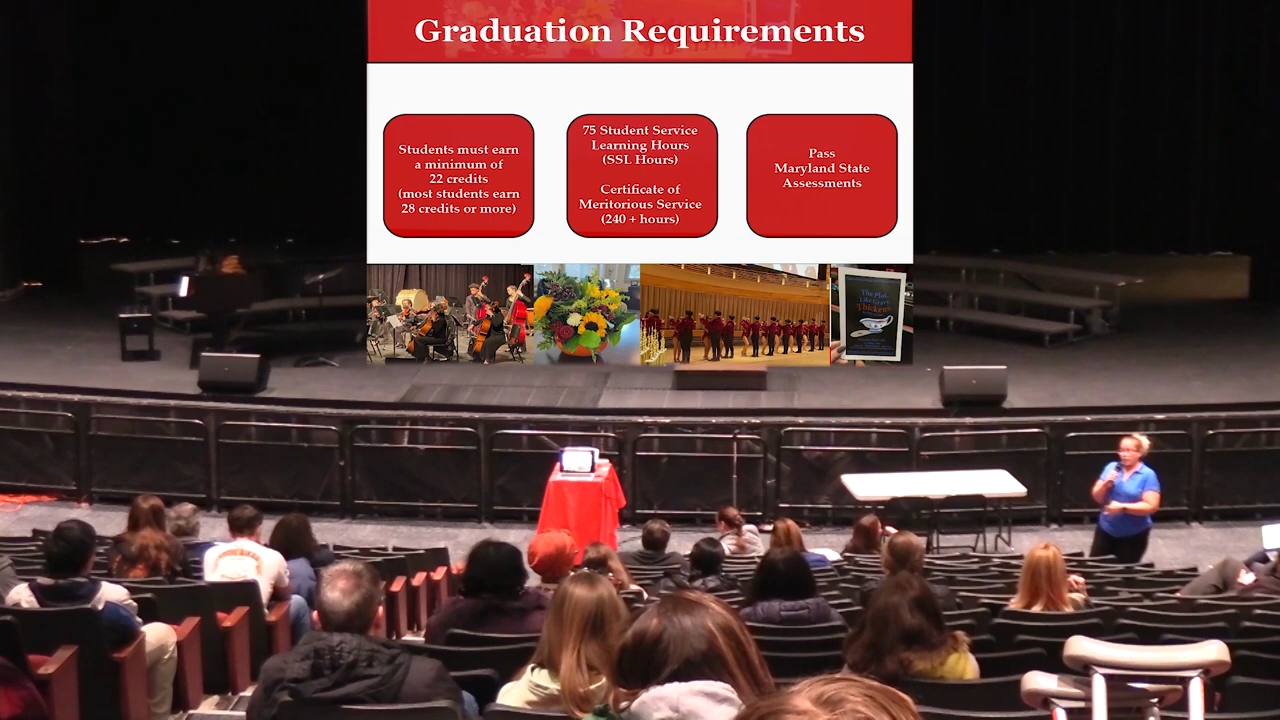 Graduation Requirements
Students must earn
a minimum of
22 credits
(most students earn
28 credits or more)
75 Student Service
Learning Hours
(SSL Hours)
Certificate of
Meritorious Service
(240 + hours)
Pass
Maryland State
Assessments
Thickens